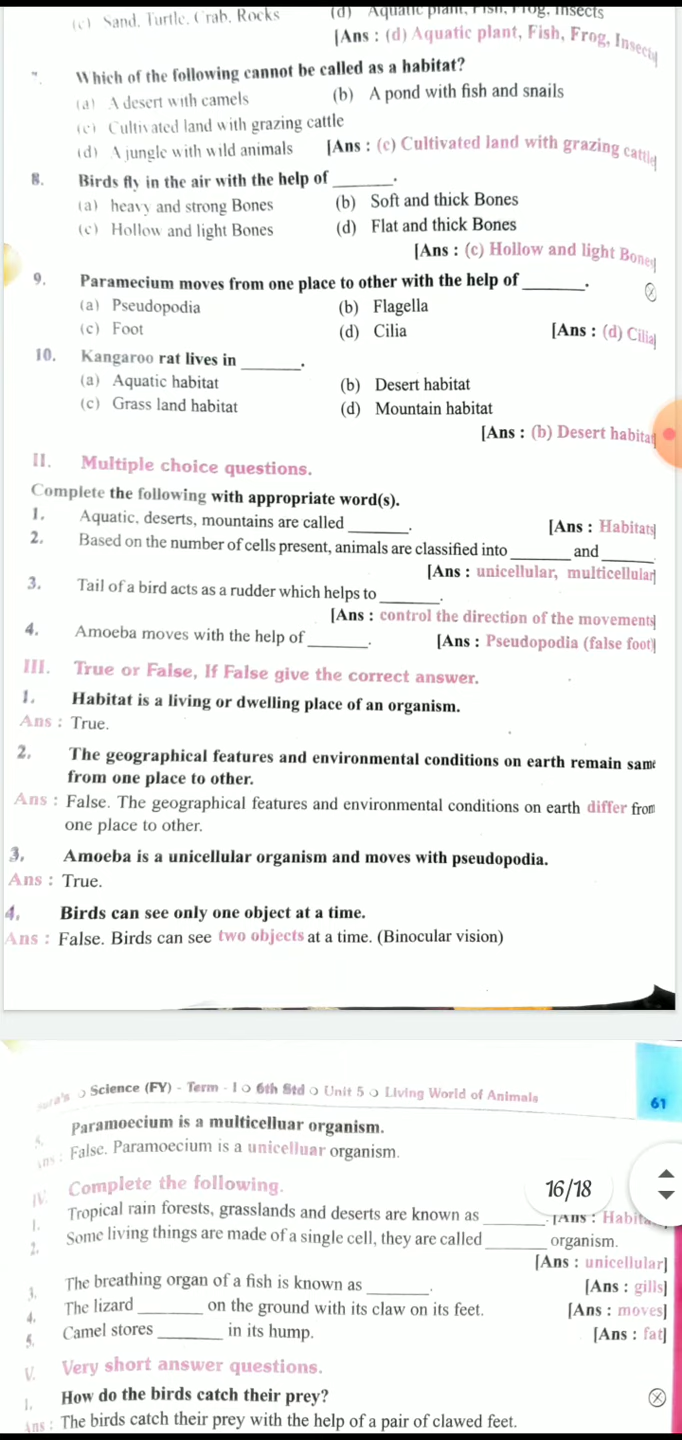 (c) Sand, Turtle, Crab, Rocks (d) Aquatic plant, Fish, Frog, Insects
[Ans : (d) Aquatic plant, Fish, Frog, Insects]
7. Which of the following cannot be called as a habitat?
(a) A desert with camels (b) A pond with fish and snails
(c) Cultivated land with grazing cattle
(d) A jungle with wild animals [Ans : (c) Cultivated land with grazing cattle]
8. Birds fly in the air with the help of ______.
(a) heavy and strong Bones (b) Soft and thick Bones
(c) Hollow and light Bones (d) Flat and thick Bones
[Ans : (c) Hollow and light Bones]
9. Paramecium moves from one place to other with the help of ______.
(a) Pseudopodia (b) Flagella
(c) Foot (d) Cilia [Ans : (d) Cilia]
10. Kangaroo rat lives in ______.
(a) Aquatic habitat (b) Desert habitat
(c) Grass land habitat (d) Mountain habitat
[Ans : (b) Desert habitat]
II. Multiple choice questions.
Complete the following with appropriate word(s).
1. Aquatic, deserts, mountains are called ______. [Ans : Habitats]
2. Based on the number of cells present, animals are classified into ______ and ______.
[Ans : unicellular, multicellular]
3. Tail of a bird acts as a rudder which helps to ______.
[Ans : control the direction of the movements]
4. Amoeba moves with the help of ______. [Ans : Pseudopodia (false foot)]
III. True or False, If False give the correct answer.
1. Habitat is a living or dwelling place of an organism.
Ans : True.
2. The geographical features and environmental conditions on earth remain same
from one place to other.
Ans : False. The geographical features and environmental conditions on earth differ from
one place to other.
3. Amoeba is a unicellular organism and moves with pseudopodia.
Ans : True.
4. Birds can see only one object at a time.
Ans : False. Birds can see two objects at a time. (Binocular vision)
Sura's Science (FY) - Term - I 6th Std Unit 5 Living World of Animals 61
5. Paramoecium is a multicelluar organism.
Ans : False. Paramoecium is a unicelluar organism.
IV. Complete the following.
16/18
1. Tropical rain forests, grasslands and deserts are known as ______. [Ans : Habita
2. Some living things are made of a single cell, they are called ______ organism.
[Ans : unicellular]
3. The breathing organ of a fish is known as ______. [Ans : gills]
4. The lizard ______ on the ground with its claw on its feet. [Ans : moves]
5. Camel stores ______ in its hump. [Ans : fat]
V. Very short answer questions.
1. How do the birds catch their prey?
Ans : The birds catch their prey with the help of a pair of clawed feet.